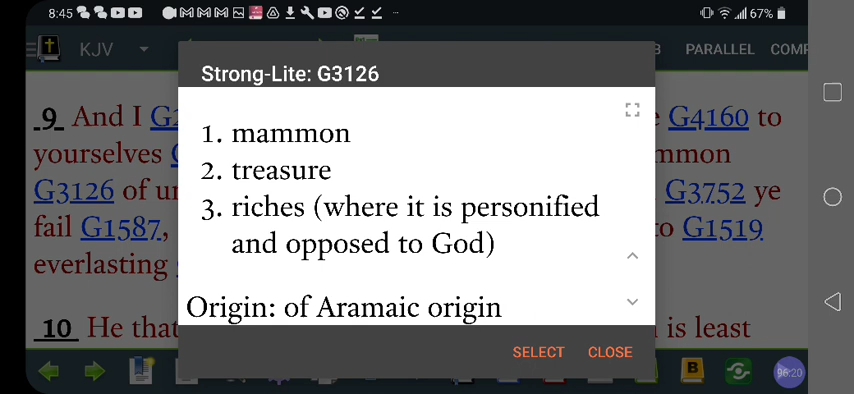 8:45 67%
KJV PARALLEL
Strong-Lite: G3126
9 And I G4160 to
1. mammon
yourselves
2. treasure
G3126 of G3752 ye
3. riches (where it is personified
fail G1587, to G1519
and opposed to God)
everlasting
Origin: of Aramaic origin
10 He that is least
SELECT CLOSE
B
96:20